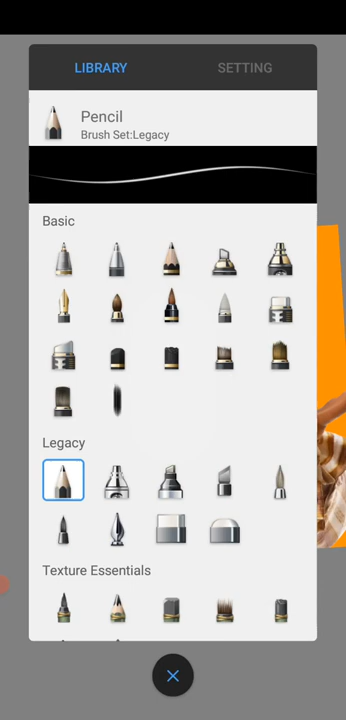 LIBRARY
SETTING
Pencil
Brush Set:Legacy
Basic
Legacy
Texture Essentials